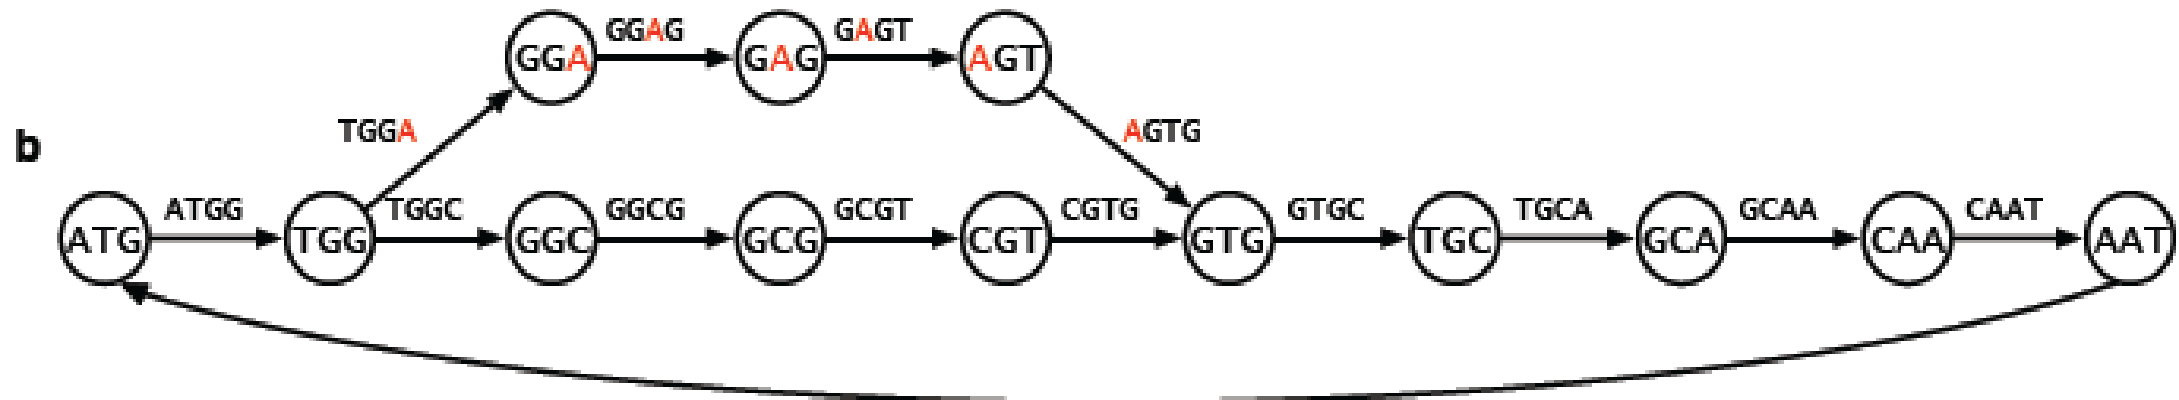 GGAG GAGT
GGA GAG AGT
TGGA AGTG
b
ATGG TGGC GGCG GCGT CGTG GTGC TGCA GCAA CAAT
ATG TGG GGC GCG CGT GTG TGC GCA CAA AAT